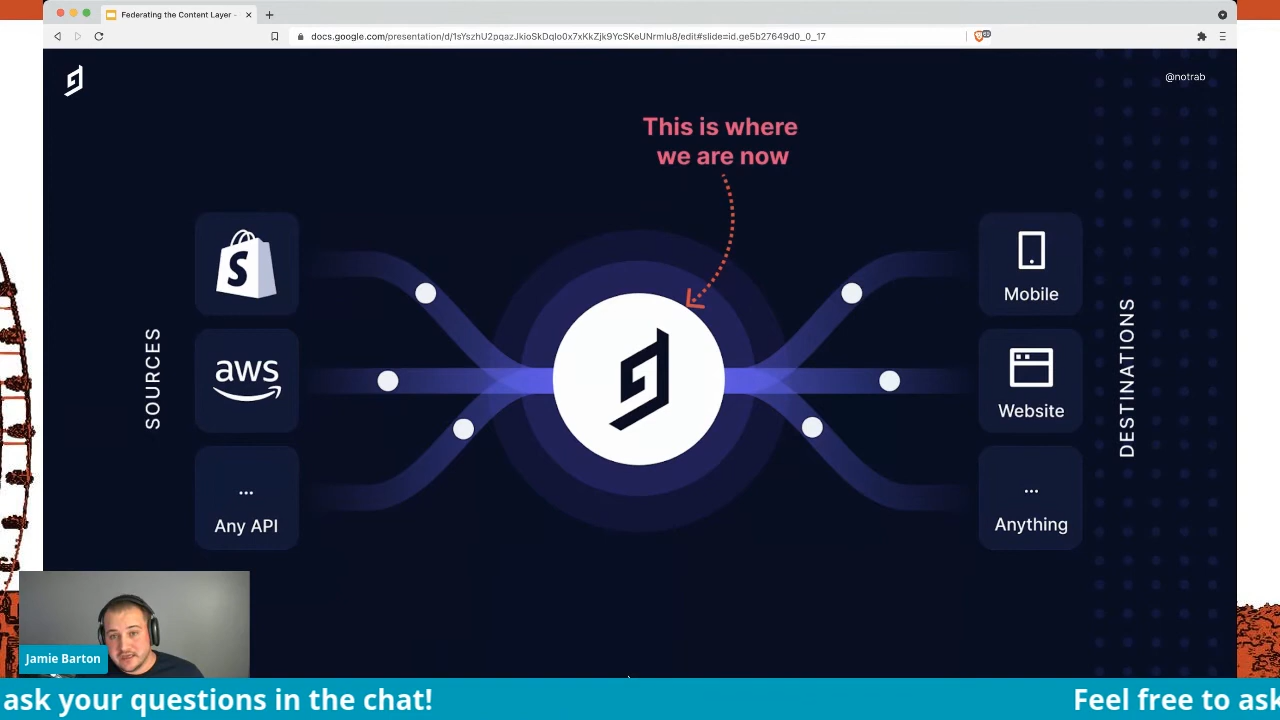 Federating the Content Layer -
docs.google.com/presentation/d/1sYszhU2pqazJkio3kDqIo0x7xKkZjk9YcSKeUNrmlu8/edit#slide=id.ge5b27649d0_0_17
@notrab
This is where
we are now
SOURCES
S
aws
...
Any API
Mobile
Website
...
Anything
DESTINATIONS
Jamie Barton
ask your questions in the chat!
Feel free to ask